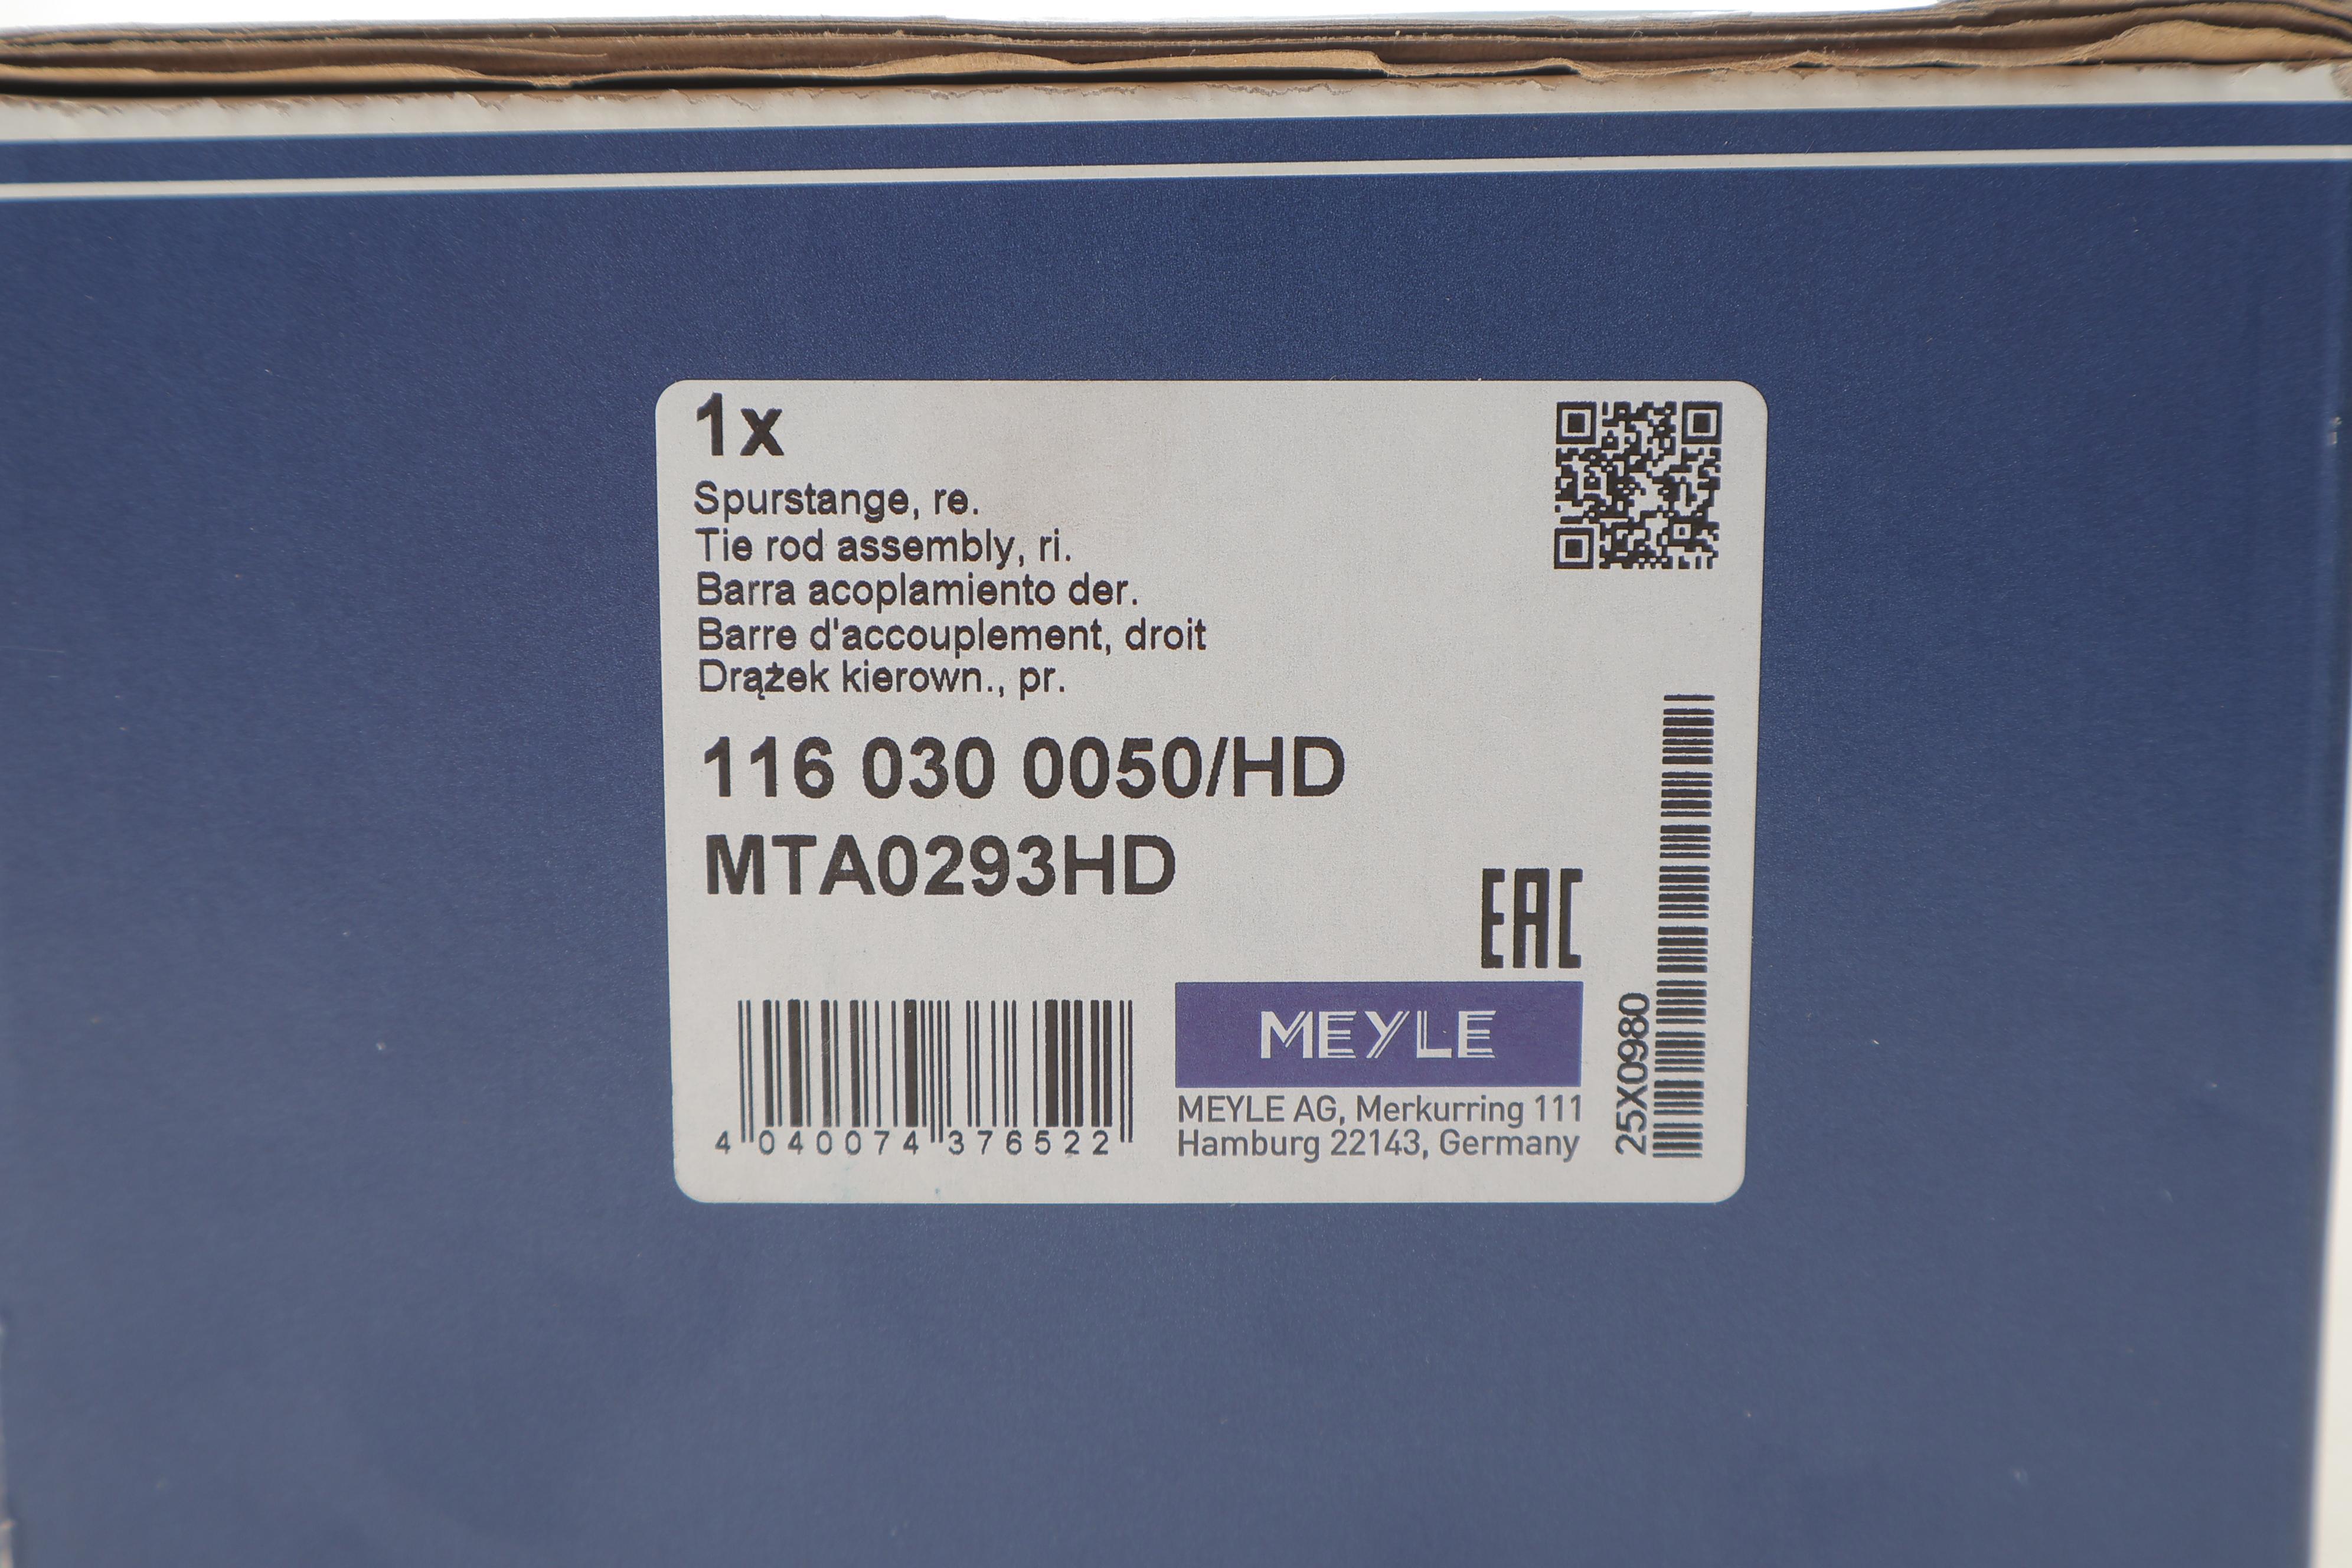 1x
Spurstange, re.
Tie rod assembly, ri.
Barra acoplamiento der.
Barre d'accouplement, droit
Drążek kierown., pr.
116 030 0050/HD
MTA0293HD
EAC
MEYLE
MEYLE AG, Merkurring 111
Hamburg 22143, Germany
4 040074 376522
25X0980